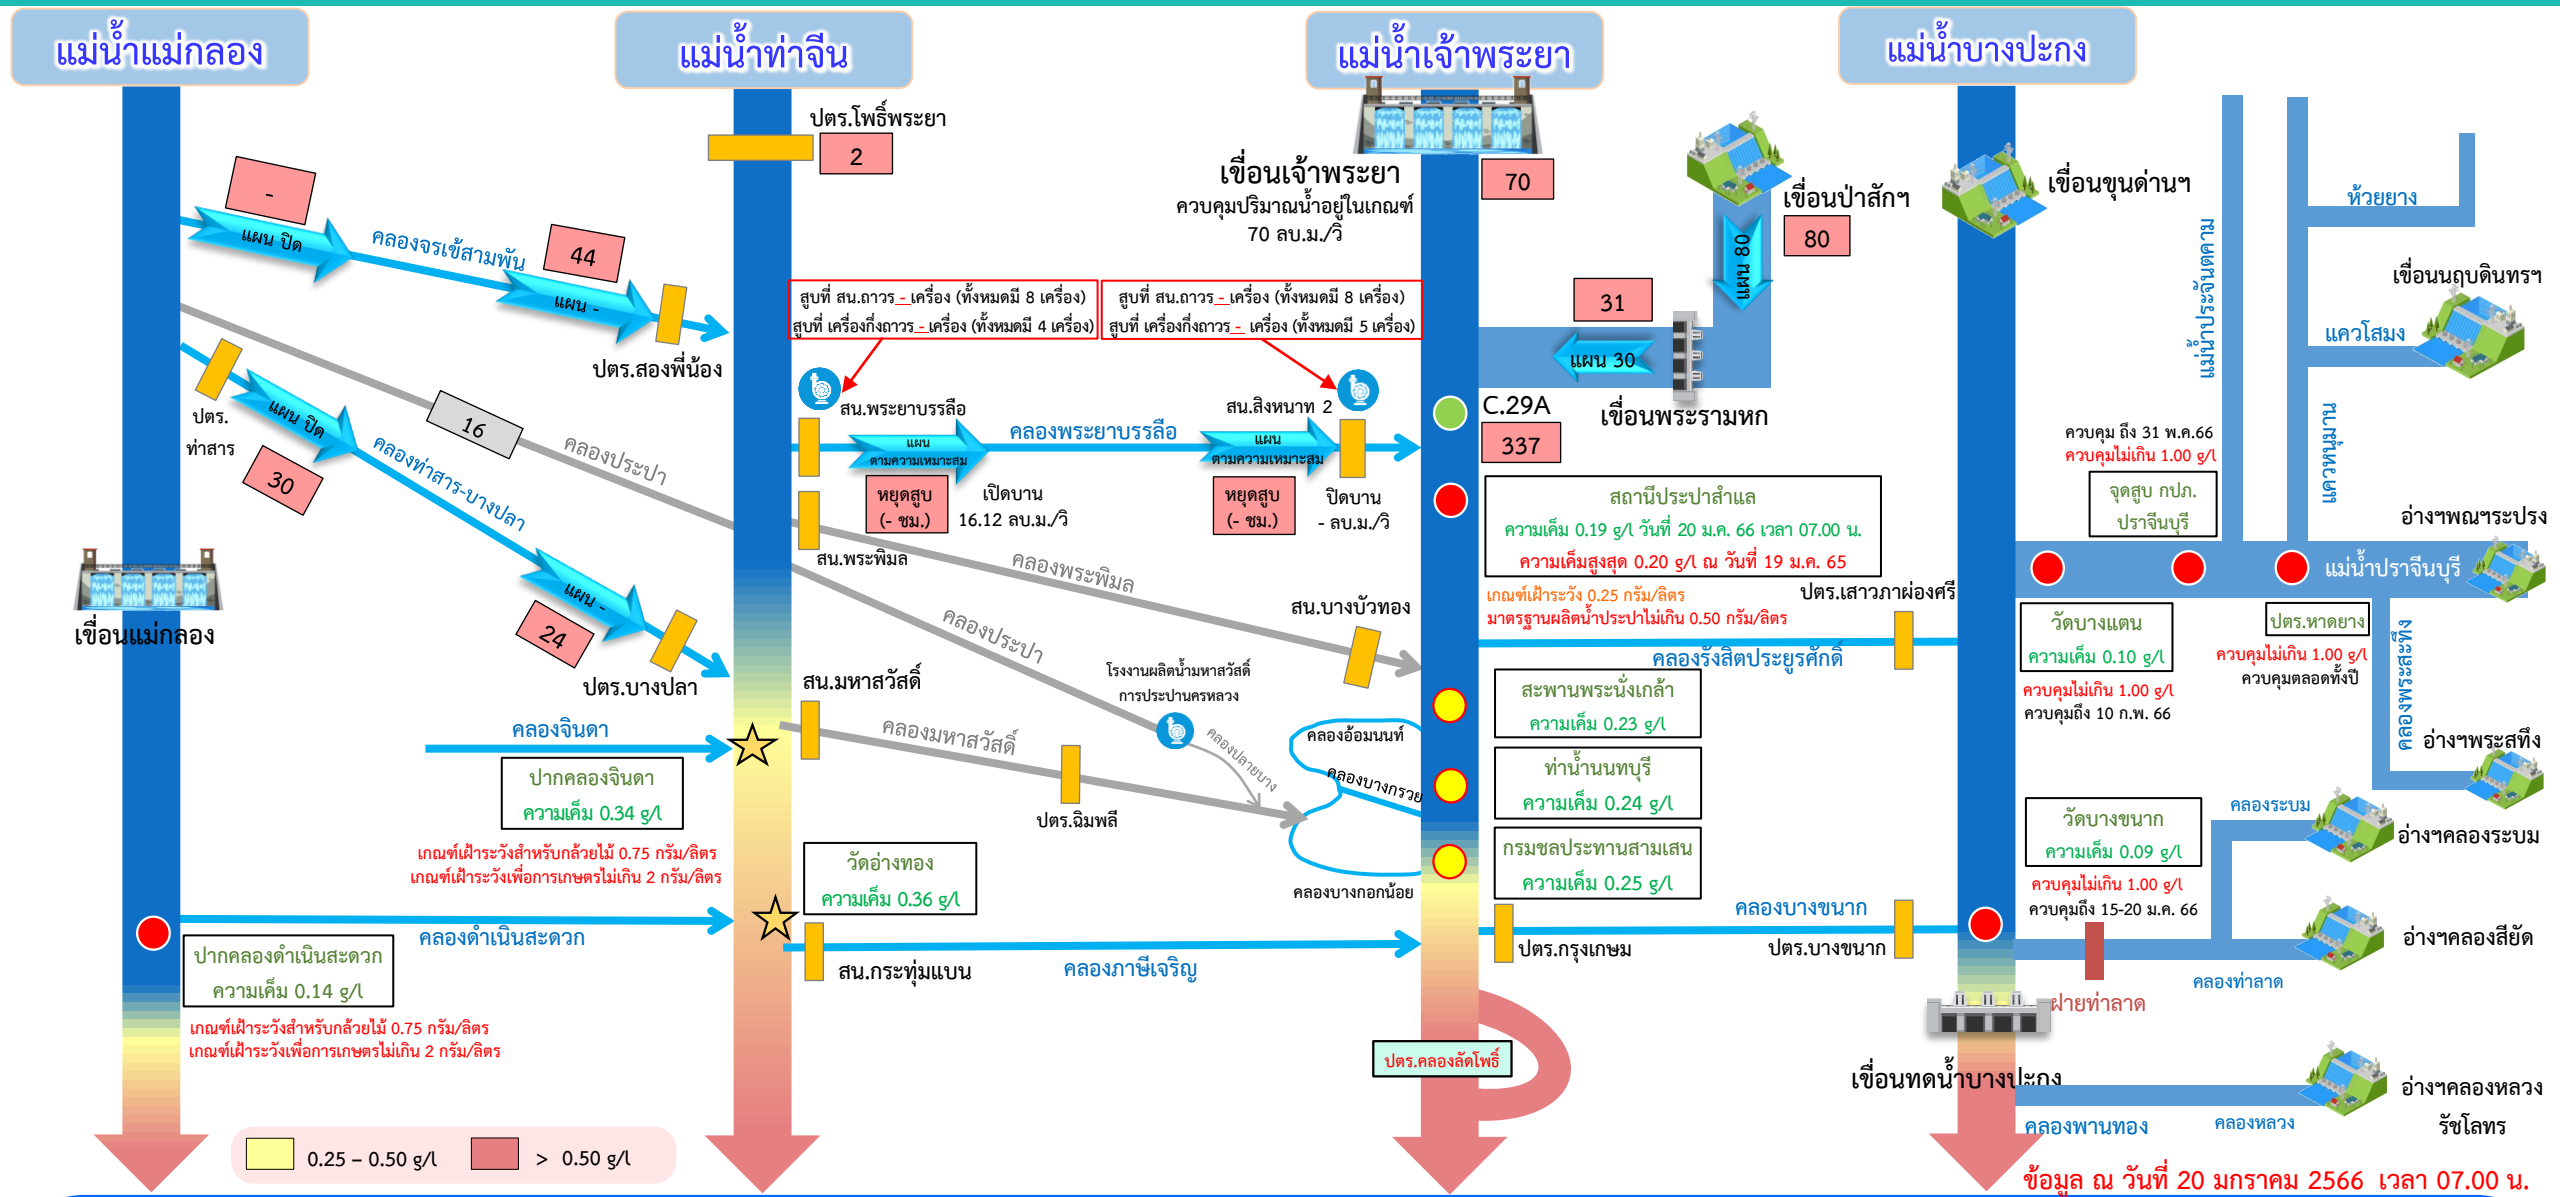 แม่น้ำแม่กลอง
แม่น้ำท่าจีน
แม่น้ำเจ้าพระยา
แม่น้ำบางปะกง
ปตร.โพธิ์พระยา
2
เขื่อนเจ้าพระยา
ควบคุมปริมาณน้ำอยู่ในเกณฑ์
70 ลบ.ม./วิ
70
เขื่อนป่าสักฯ
80
แผน 80
31
แผน 30
เขื่อนพระรามหก
เขื่อนขุนด่านฯ
แม่น้ำประจันตคาม
ห้วยยาง
เขื่อนนฤบดินทรฯ
แควโสมง
แควหนุมาน
-
แผน ปิด
คลองจรเข้สามพัน
44
แผน -
ปตร.สองพี่น้อง
สูบที่ สน.ถาวร - เครื่อง (ทั้งหมดมี 8 เครื่อง)
สูบที่ เครื่องกึ่งถาวร - เครื่อง (ทั้งหมดมี 4 เครื่อง)
สูบที่ สน.ถาวร - เครื่อง (ทั้งหมดมี 8 เครื่อง)
สูบที่ เครื่องกึ่งถาวร - เครื่อง (ทั้งหมดมี 5 เครื่อง)
ปตร.
ท่าสาร
แผน ปิด
30
16
คลองประปา
คลองท่าสาร-บางปลา
แผน -
24
ปตร.บางปลา
เขื่อนแม่กลอง
สน.พระยาบรรลือ
แผน
ตามความเหมาะสม
คลองพระยาบรรลือ
สน.สิงหนาท 2
แผน
ตามความเหมาะสม
หยุดสูบ
(- ชม.)
เปิดบาน
16.12 ลบ.ม./วิ
หยุดสูบ
(- ชม.)
ปิดบาน
- ลบ.ม./วิ
C.29A
337
สถานีประปาสำแล
ความเค็ม 0.19 g/l วันที่ 20 ม.ค. 66 เวลา 07.00 น.
ความเค็มสูงสุด 0.20 g/l ณ วันที่ 19 ม.ค. 65
เกณฑ์เฝ้าระวัง 0.25 กรัม/ลิตร
มาตรฐานผลิตน้ำประปาไม่เกิน 0.50 กรัม/ลิตร
ปตร.เสาวภาผ่องศรี
คลองรังสิตประยูรศักดิ์
ควบคุม ถึง 31 พ.ค.66
ควบคุมไม่เกิน 1.00 g/l
จุดสูบ กปภ.
ปราจีนบุรี
อ่างฯพณฯระปรง
แม่น้ำปราจีนบุรี
วัดบางแตน
ความเค็ม 0.10 g/l
ควบคุมไม่เกิน 1.00 g/l
ควบคุมถึง 10 ก.พ. 66
ปตร.หาดยาง
ควบคุมไม่เกิน 1.00 g/l
ควบคุมตลอดทั้งปี
คลองพระสะทึง
อ่างฯพระสทึง
สน.พระพิมล
คลองพระพิมล
สน.บางบัวทอง
คลองประปา
โรงงานผลิตน้ำมหาสวัสดิ์
การประปานครหลวง
สน.มหาสวัสดิ์
คลองมหาสวัสดิ์
คลองปลายบาง
ปตร.ฉิมพลี
คลองอ้อมนนท์
คลองบางกรวย
คลองบางกอกน้อย
สะพานพระนั่งเกล้า
ความเค็ม 0.23 g/l
ท่าน้ำนนทบุรี
ความเค็ม 0.24 g/l
กรมชลประทานสามเสน
ความเค็ม 0.25 g/l
คลองจินดา
ปากคลองจินดา
ความเค็ม 0.34 g/l
เกณฑ์เฝ้าระวังสำหรับกล้วยไม้ 0.75 กรัม/ลิตร
เกณฑ์เฝ้าระวังเพื่อการเกษตรไม่เกิน 2 กรัม/ลิตร
วัดอ่างทอง
ความเค็ม 0.36 g/l
คลองดำเนินสะดวก
ปากคลองดำเนินสะดวก
ความเค็ม 0.14 g/l
เกณฑ์เฝ้าระวังสำหรับกล้วยไม้ 0.75 กรัม/ลิตร
เกณฑ์เฝ้าระวังเพื่อการเกษตรไม่เกิน 2 กรัม/ลิตร
สน.กระทุ่มแบน
คลองภาษีเจริญ
ปตร.กรุงเกษม
คลองบางขนาก
ปตร.บางขนาก
วัดบางขนาก
ความเค็ม 0.09 g/l
ควบคุมไม่เกิน 1.00 g/l
ควบคุมถึง 15-20 ม.ค. 66
คลองระบม
อ่างฯคลองระบม
อ่างฯคลองสียัด
คลองท่าลาด
ฝายท่าลาด
ปตร.คลองลัดโพธิ์
เขื่อนทดน้ำบางปะกง
อ่างฯคลองหลวง
รัชโลทร
คลองพานทอง
คลองหลวง
0.25 – 0.50 g/l
> 0.50 g/l
ข้อมูล ณ วันที่ 20 มกราคม 2566 เวลา 07.00 น.